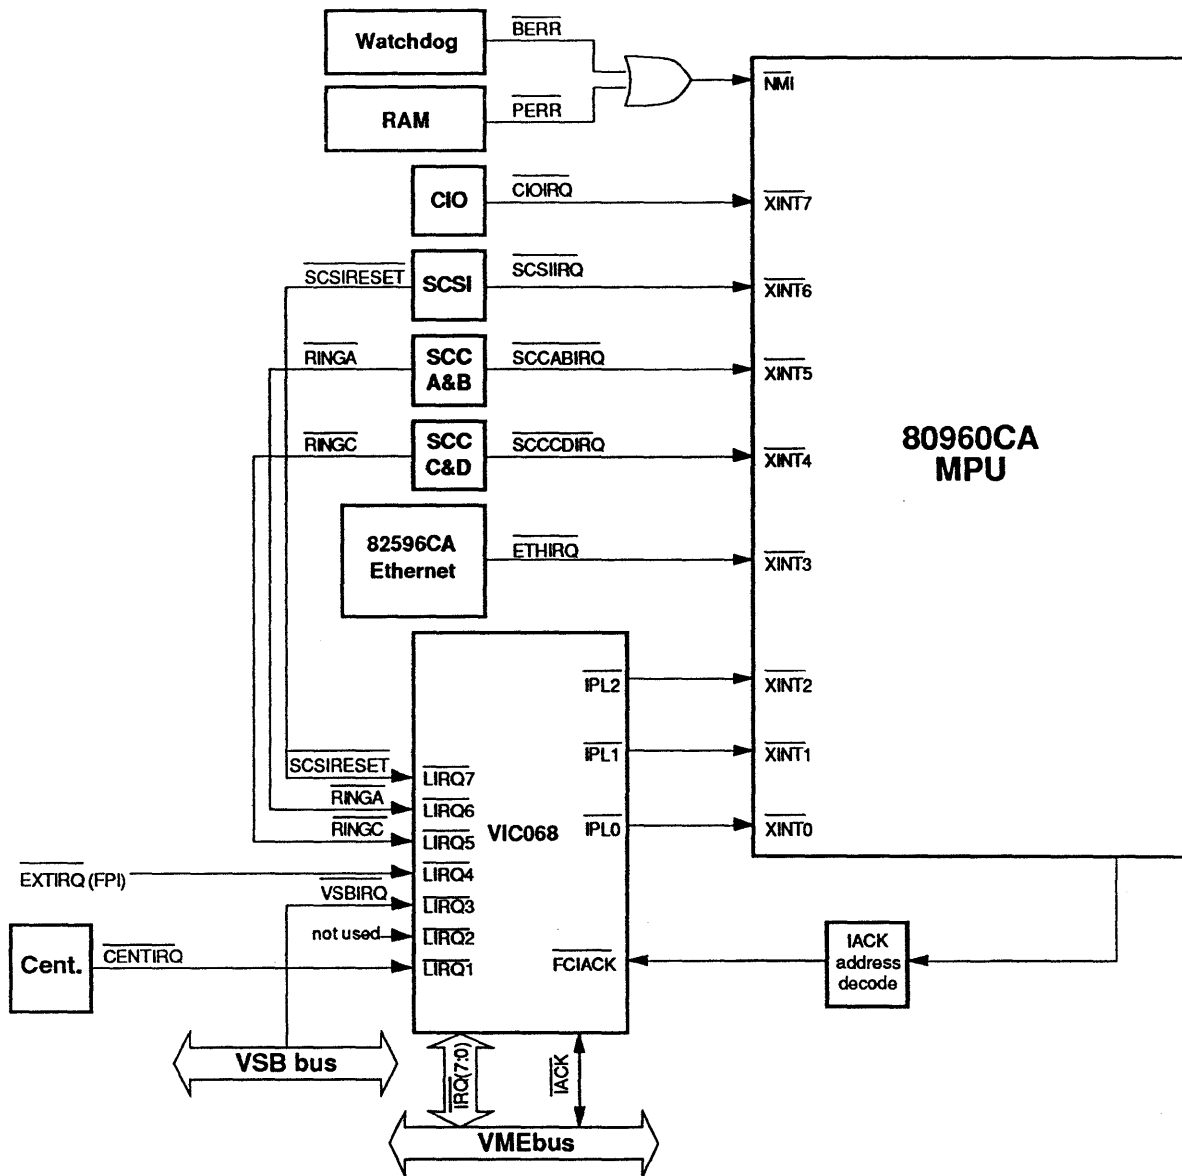 Watchdog
BERR
NMI
RAM
PERR
CIO
CIOIRQ
XINT7
SCSIRESET
SCSI
SCSIIRQ
XINT6
RINGA
SCC
A&B
SCCABIRQ
XINT5
RINGC
SCC
C&D
SCCCDIRQ
XINT4
80960CA
MPU
82596CA
Ethernet
ETHIRQ
XINT3
IPL2
XINT2
IPL1
XINT1
SCSIRESET
LIRQ7
RINGA
LIRQ6
VIC068
IPL0
XINT0
RINGC
LIRQ5
EXTIRQ (FPI)
LIRQ4
VSBIRQ
LIRQ3
not used
LIRQ2
Cent.
CENTIRQ
LIRQ1
FCIACK
IACK
address
decode
VSB bus
IRQ(7:0)
IACK
VMEbus